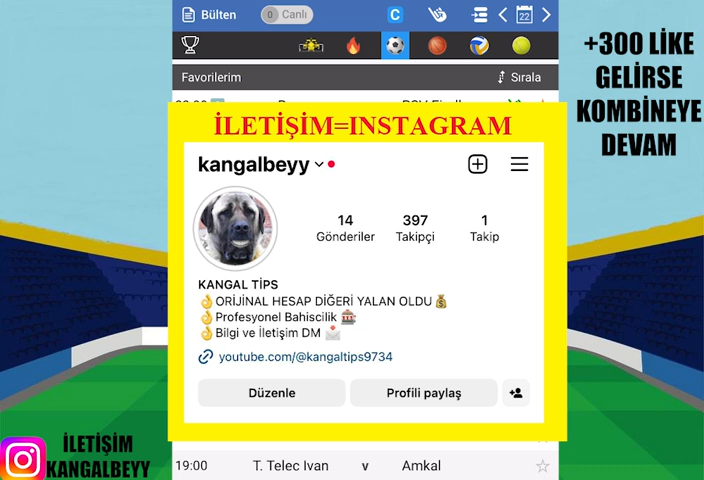 Bülten
0 Canlı
C
22
Favorilerim
Sırala
+300 LİKE
GELİRSE
KOMBİNEYE
DEVAM
İLETİŞİM=INSTAGRAM
kangalbeyy
14 397 1
Gönderiler Takipçi Takip
KANGAL TİPS
👌ORİJİNAL HESAP DİĞERİ YALAN OLDU💰
👌Profesyonel Bahiscilik🎰
👌Bilgi ve İletişim DM 📩
youtube.com/@kangaltips9734
Düzenle Profili paylaş
19:00 T. Telec Ivan v Amkal
İLETİŞİM
KANGALBEYY